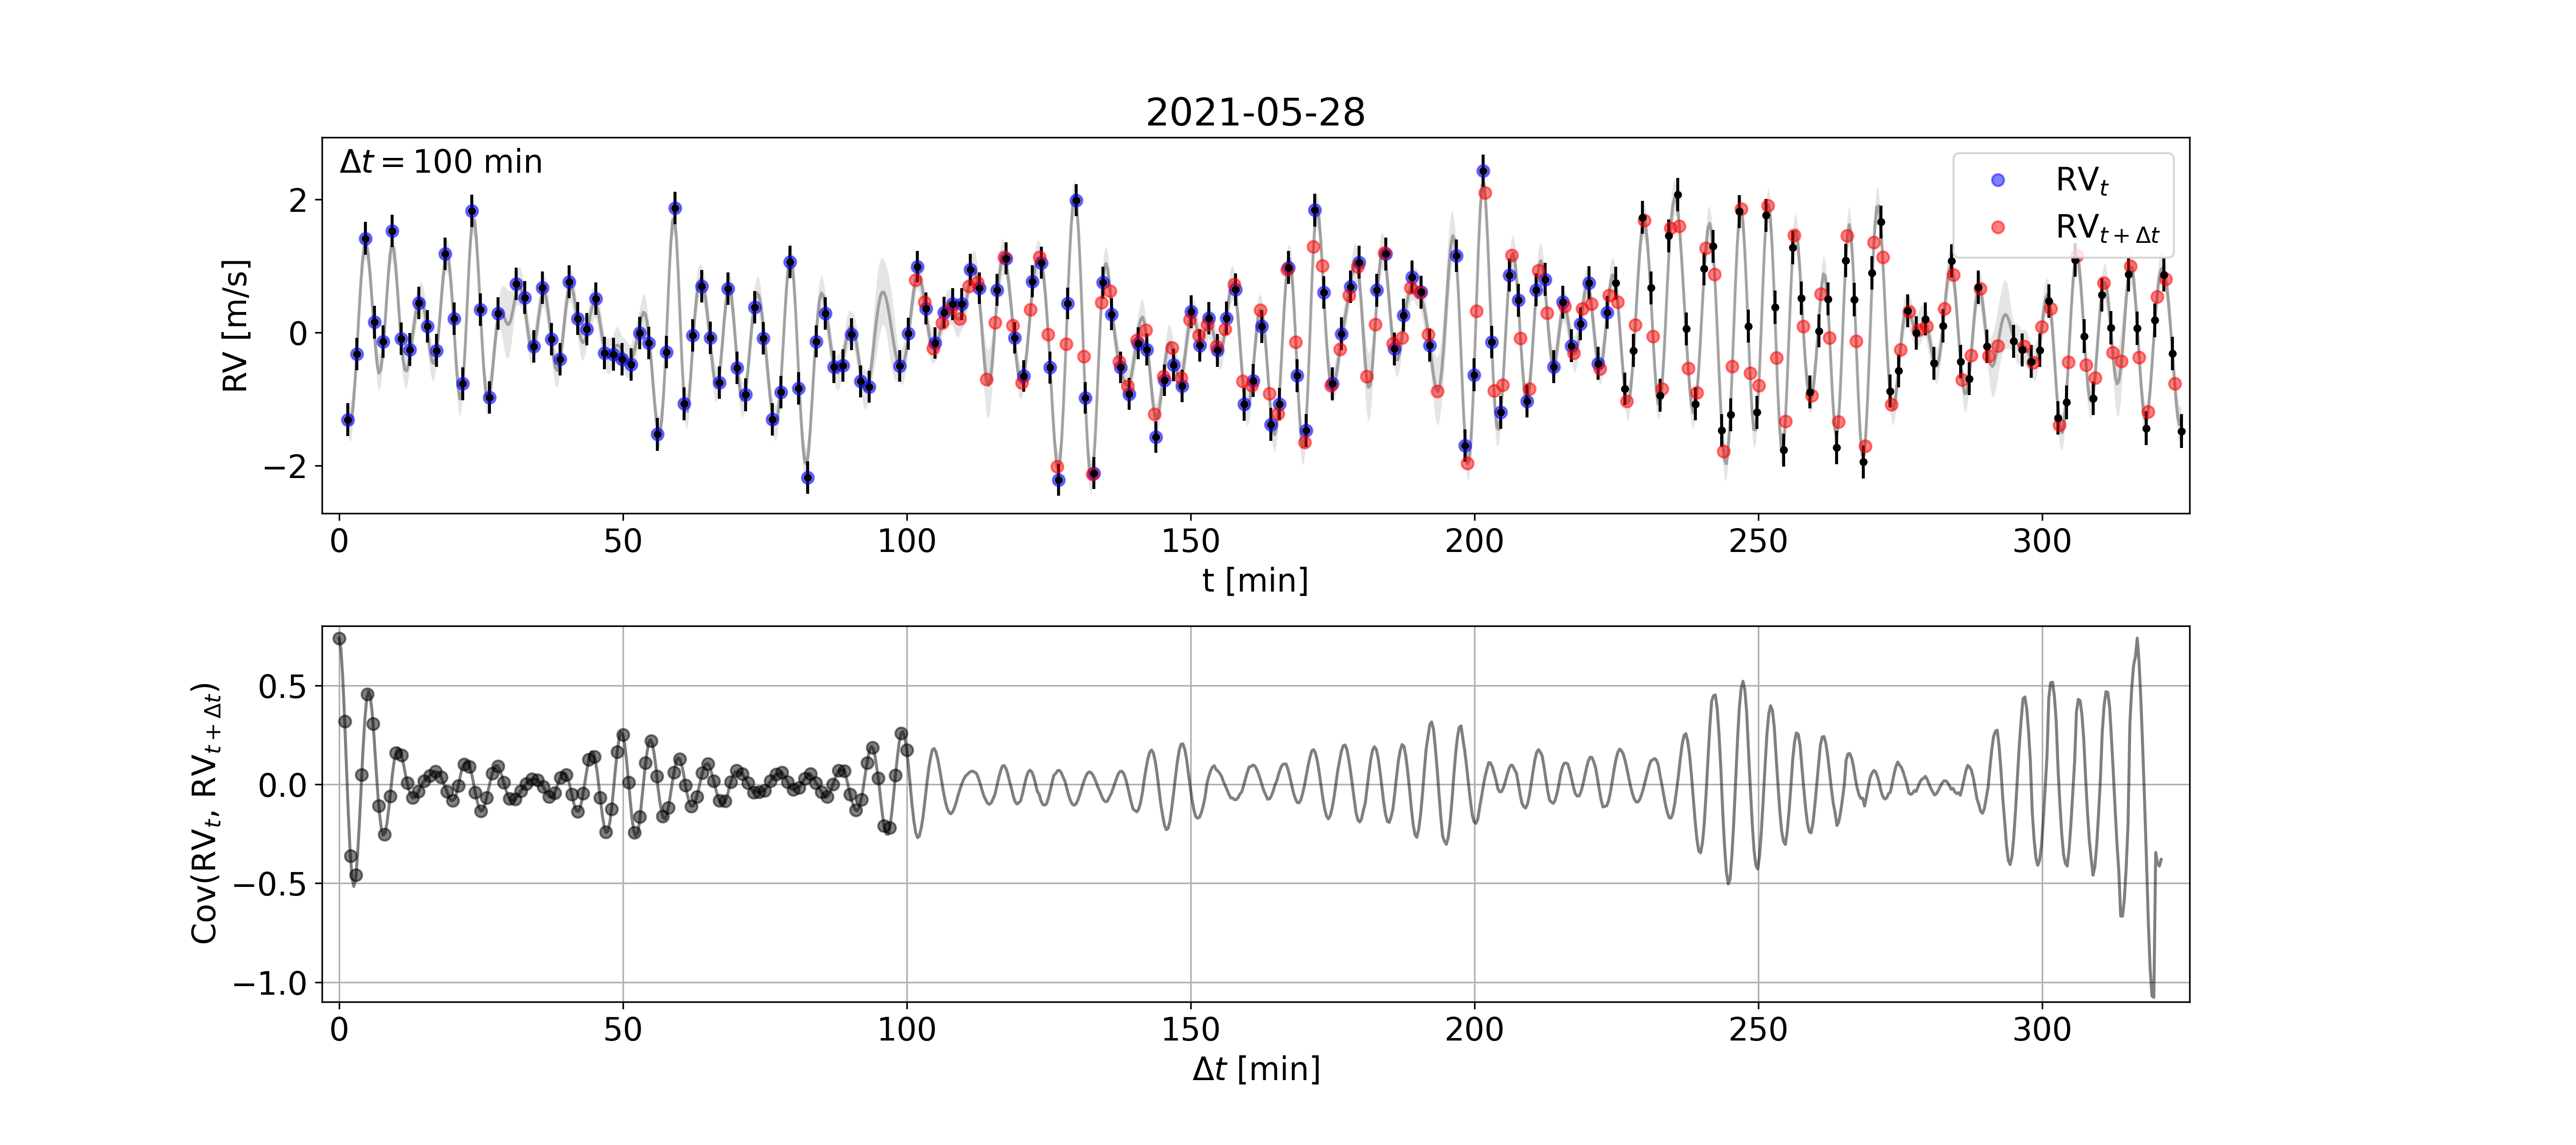 2021-05-28
Δt = 100 min
RV_t
RV_{t+Δt}
RV [m/s]
2
0
−2
0 50 100 150 200 250 300
t [min]
Cov(RV_t, RV_{t+Δt})
0.5
0.0
−0.5
−1.0
0 50 100 150 200 250 300
Δt [min]